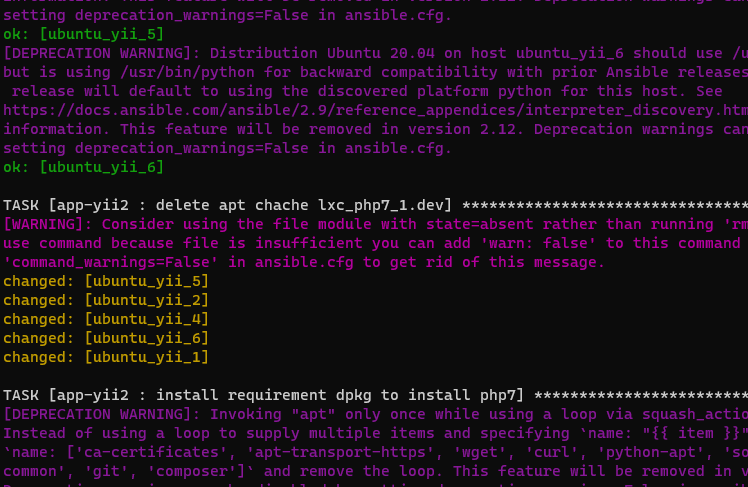 setting deprecation_warnings=False in ansible.cfg.
ok: [ubuntu_yii_5]
[DEPRECATION WARNING]: Distribution Ubuntu 20.04 on host ubuntu_yii_6 should use /u
but is using /usr/bin/python for backward compatibility with prior Ansible releases
release will default to using the discovered platform python for this host. See
https://docs.ansible.com/ansible/2.9/reference_appendices/interpreter_discovery.htm
information. This feature will be removed in version 2.12. Deprecation warnings can
setting deprecation_warnings=False in ansible.cfg.
ok: [ubuntu_yii_6]
TASK [app-yii2 : delete apt chache lxc_php7_1.dev] ********************************
[WARNING]: Consider using the file module with state=absent rather than running 'rm
use command because file is insufficient you can add 'warn: false' to this command
'command_warnings=False' in ansible.cfg to get rid of this message.
changed: [ubuntu_yii_5]
changed: [ubuntu_yii_2]
changed: [ubuntu_yii_4]
changed: [ubuntu_yii_6]
changed: [ubuntu_yii_1]
TASK [app-yii2 : install requirement dpkg to install php7] ************************
[DEPRECATION WARNING]: Invoking "apt" only once while using a loop via squash_actio
Instead of using a loop to supply multiple items and specifying `name: "{{ item }}"
`name: ['ca-certificates', 'apt-transport-https', 'wget', 'curl', 'python-apt', 'so
common', 'git', 'composer']` and remove the loop. This feature will be removed in v